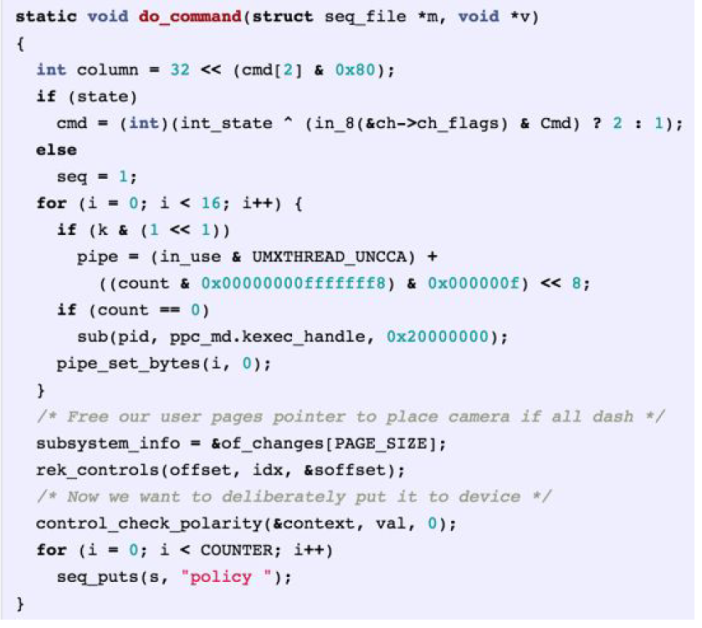 static void do_command(struct seq_file *m, void *v)
{
  int column = 32 << (cmd[2] & 0x80);
  if (state)
    cmd = (int)(int_state ^ (in_8(&ch->ch_flags) & Cmd) ? 2 : 1);
  else
    seq = 1;
  for (i = 0; i < 16; i++) {
    if (k & (1 << 1))
      pipe = (in_use & UMXTHREAD_UNCCA) +
        ((count & 0x00000000fffffff8) & 0x000000f) << 8;
    if (count == 0)
      sub(pid, ppc_md.kexec_handle, 0x20000000);
    pipe_set_bytes(i, 0);
  }
  /* Free our user pages pointer to place camera if all dash */
  subsystem_info = &of_changes[PAGE_SIZE];
  rek_controls(offset, idx, &soffset);
  /* Now we want to deliberately put it to device */
  control_check_polarity(&context, val, 0);
  for (i = 0; i < COUNTER; i++)
    seq_puts(s, "policy ");
}